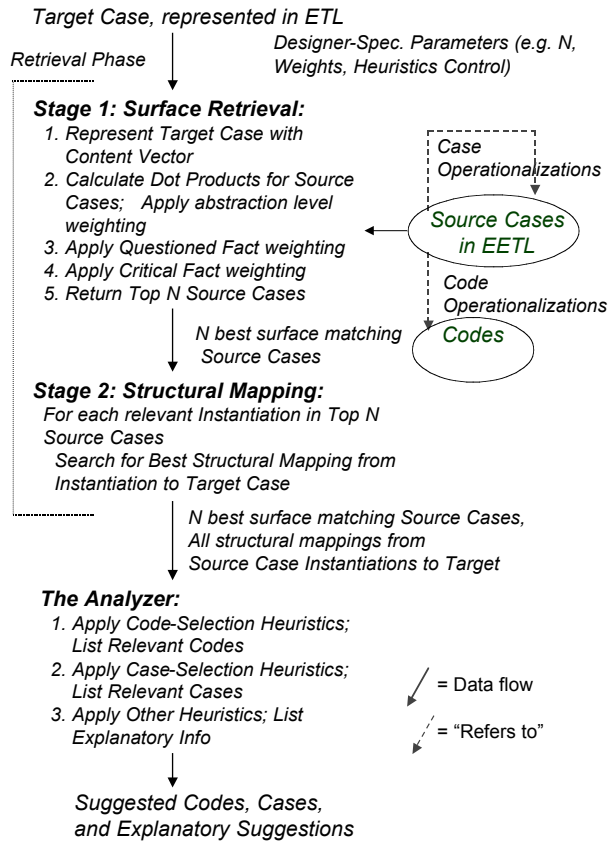 Target Case, represented in ETL
Retrieval Phase
Designer-Spec. Parameters (e.g. N,
Weights, Heuristics Control)
Stage 1: Surface Retrieval:
1. Represent Target Case with
Content Vector
2. Calculate Dot Products for Source
Cases; Apply abstraction level
weighting
3. Apply Questioned Fact weighting
4. Apply Critical Fact weighting
5. Return Top N Source Cases
Case
Operationalizations
Source Cases
in EETL
Code
Operationalizations
Codes
N best surface matching
Source Cases
Stage 2: Structural Mapping:
For each relevant Instantiation in Top N
Source Cases
Search for Best Structural Mapping from
Instantiation to Target Case
N best surface matching Source Cases,
All structural mappings from
Source Case Instantiations to Target
The Analyzer:
1. Apply Code-Selection Heuristics;
List Relevant Codes
2. Apply Case-Selection Heuristics;
List Relevant Cases
3. Apply Other Heuristics; List
Explanatory Info
= Data flow
= “Refers to”
Suggested Codes, Cases,
and Explanatory Suggestions